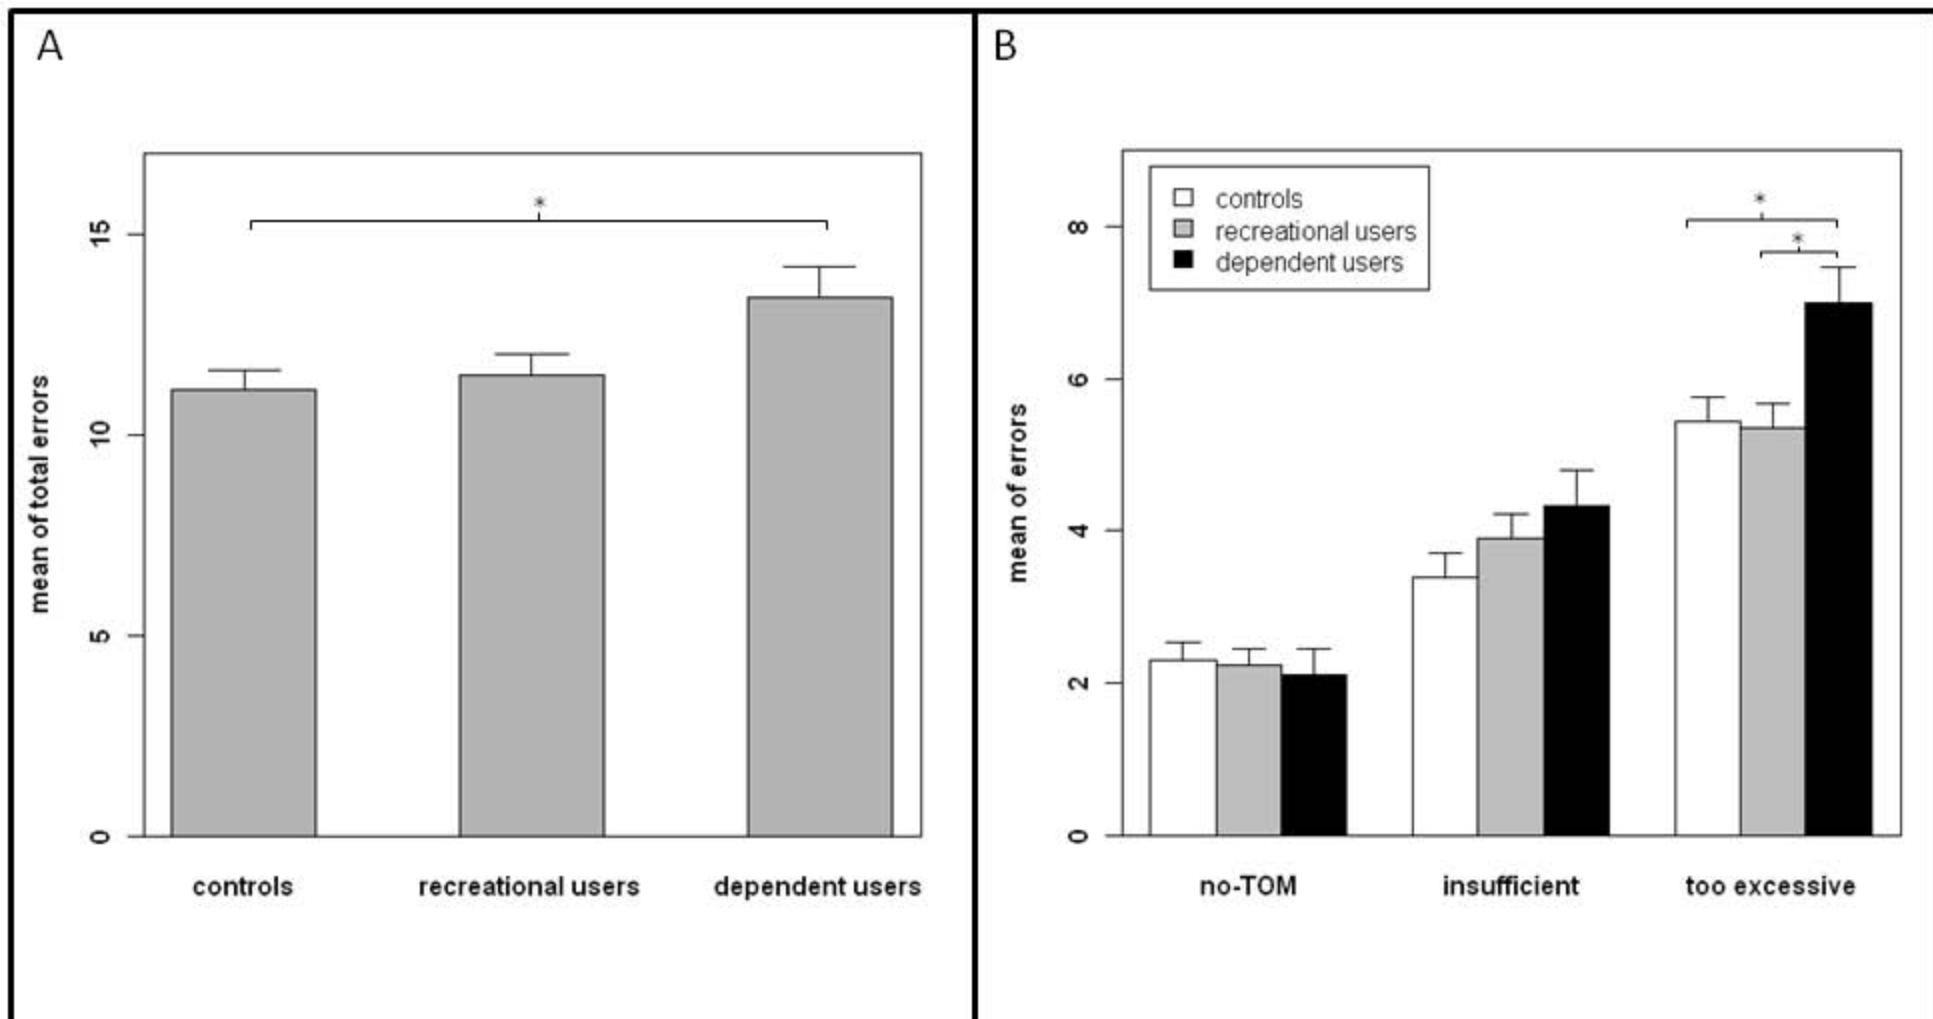 A
*
15
10
5
0
mean of total errors
controls
recreational users
dependent users
B
controls
recreational users
dependent users
*
*
8
6
4
2
0
mean of errors
no-TOM
insufficient
too excessive